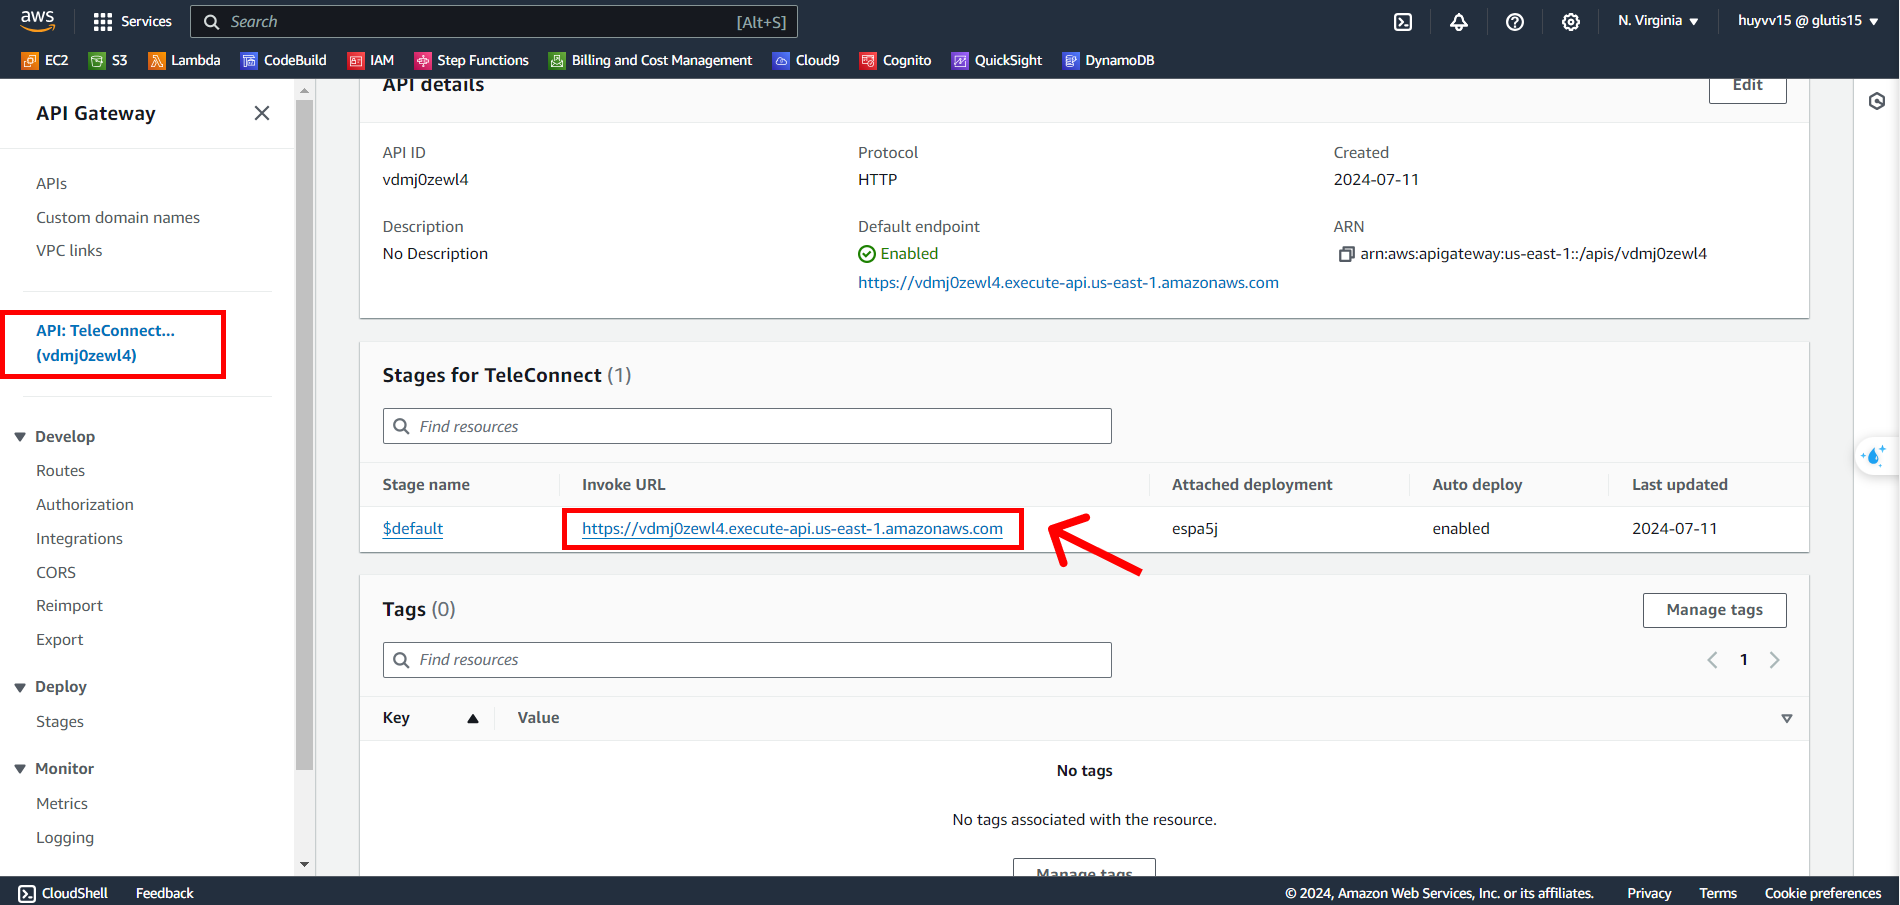 aws Services Search [Alt+S] N. Virginia huyvv15 @ glutis15
EC2 S3 Lambda CodeBuild IAM Step Functions Billing and Cost Management Cloud9 Cognito QuickSight DynamoDB
API Gateway
APIs
Custom domain names
VPC links
API: TeleConnect...
(vdmj0zewl4)
Develop
Routes
Authorization
Integrations
CORS
Reimport
Export
Deploy
Stages
Monitor
Metrics
Logging
API details Edit
API ID Protocol Created
vdmj0zewl4 HTTP 2024-07-11
Description Default endpoint ARN
No Description Enabled arn:aws:apigateway:us-east-1::/apis/vdmj0zewl4
https://vdmj0zewl4.execute-api.us-east-1.amazonaws.com
Stages for TeleConnect (1)
Find resources
Stage name Invoke URL Attached deployment Auto deploy Last updated
$default https://vdmj0zewl4.execute-api.us-east-1.amazonaws.com espa5j enabled 2024-07-11
Tags (0) Manage tags
Find resources 1
Key Value
No tags
No tags associated with the resource.
Manage tags
CloudShell Feedback © 2024, Amazon Web Services, Inc. or its affiliates. Privacy Terms Cookie preferences